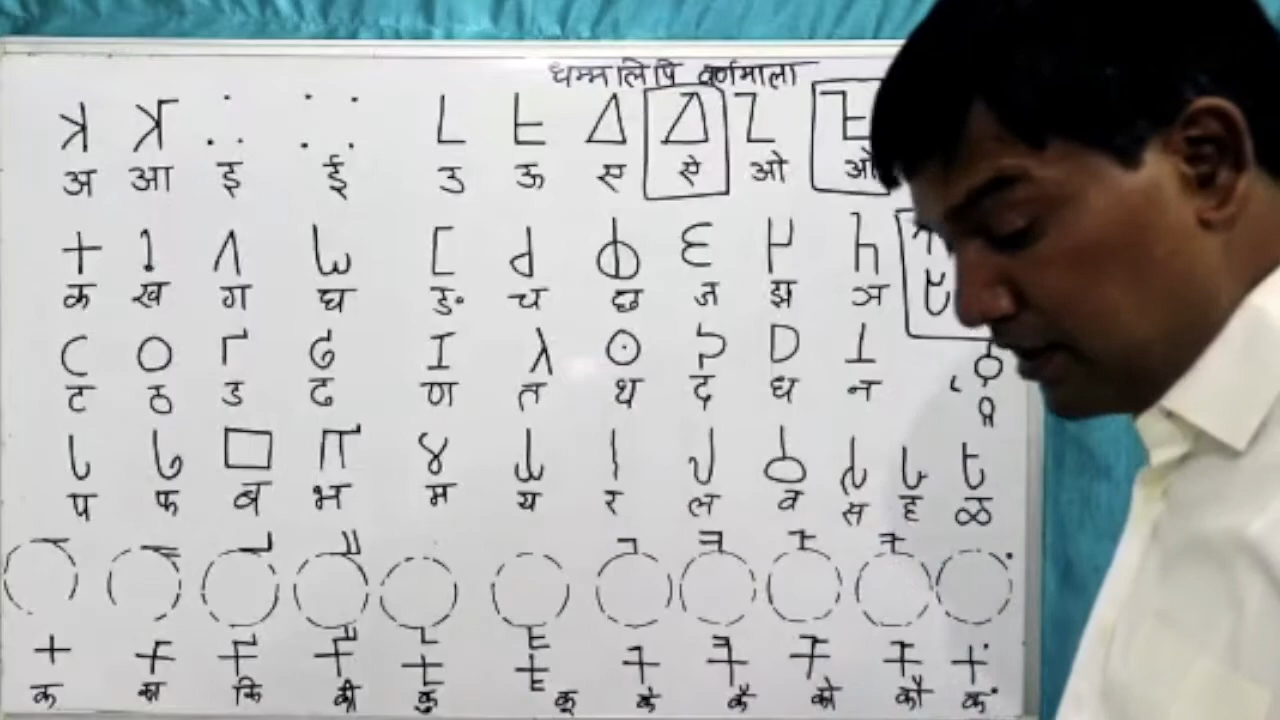 धम्मलिपि वर्णमाला
𑀅 𑀆 𑀇 𑀈 𑀉 𑀊 𑀏 𑀐 𑀑 𑀒
अ आ इ ई उ ऊ ए ऐ ओ औ
𑀓 𑀔 𑀕 𑀖 𑀗 𑀘 𑀙 𑀚 𑀛 𑀜
क ख ग घ ङ च छ ज झ ञ
𑀝 𑀞 𑀟 𑀠 𑀡 𑀢 𑀣 𑀤 𑀥 𑀦
ट ठ ड ढ ण त थ द ध न
𑀧 𑀨 𑀩 𑀪 𑀫 𑀬 𑀭 𑀮 𑀯 𑀲 𑀳 𑀴
प फ ब भ म य र ल व स ह ळ
𑀓 𑀓𑀸 𑀓𑀺 𑀓𑀻 𑀓𑀼 𑀓𑀽 𑀓𑁂 𑀓𑁃 𑀓𑁄 𑀓𑁅 𑀓𑀁
क का कि की कु कू के कै को कौ कं